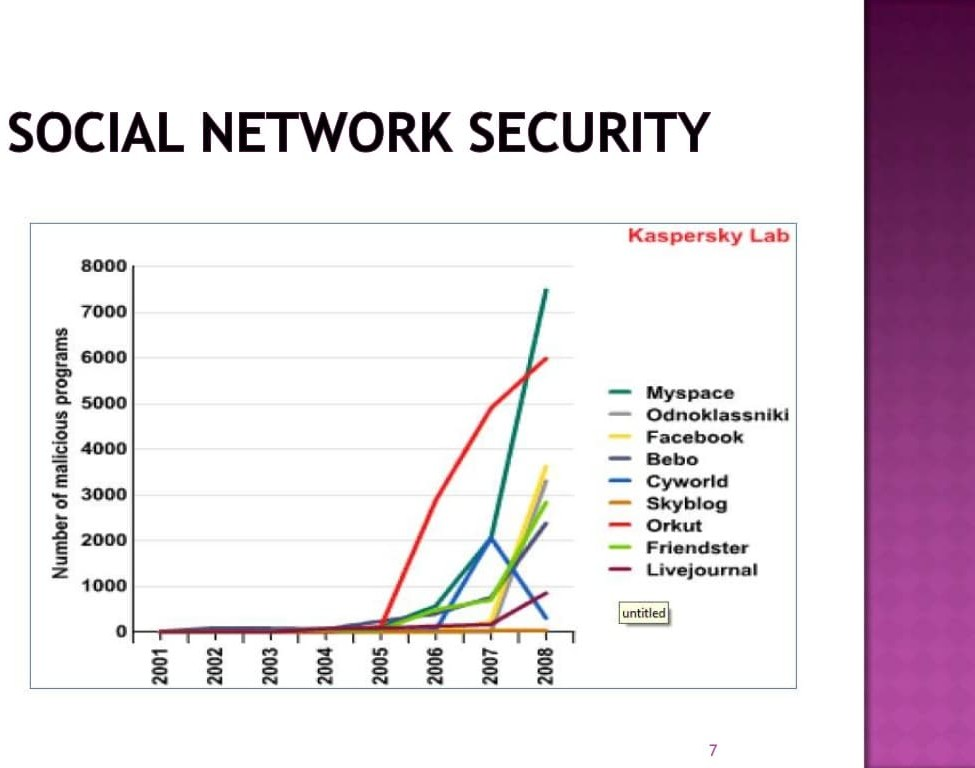 SOCIAL NETWORK SECURITY
Kaspersky Lab
Number of malicious programs
8000
7000
6000
5000
4000
3000
2000
1000
0
2001
2002
2003
2004
2005
2006
2007
2008
Myspace
Odnoklassniki
Facebook
Bebo
Cyworld
Skyblog
Orkut
Friendster
Livejournal
untitled
7